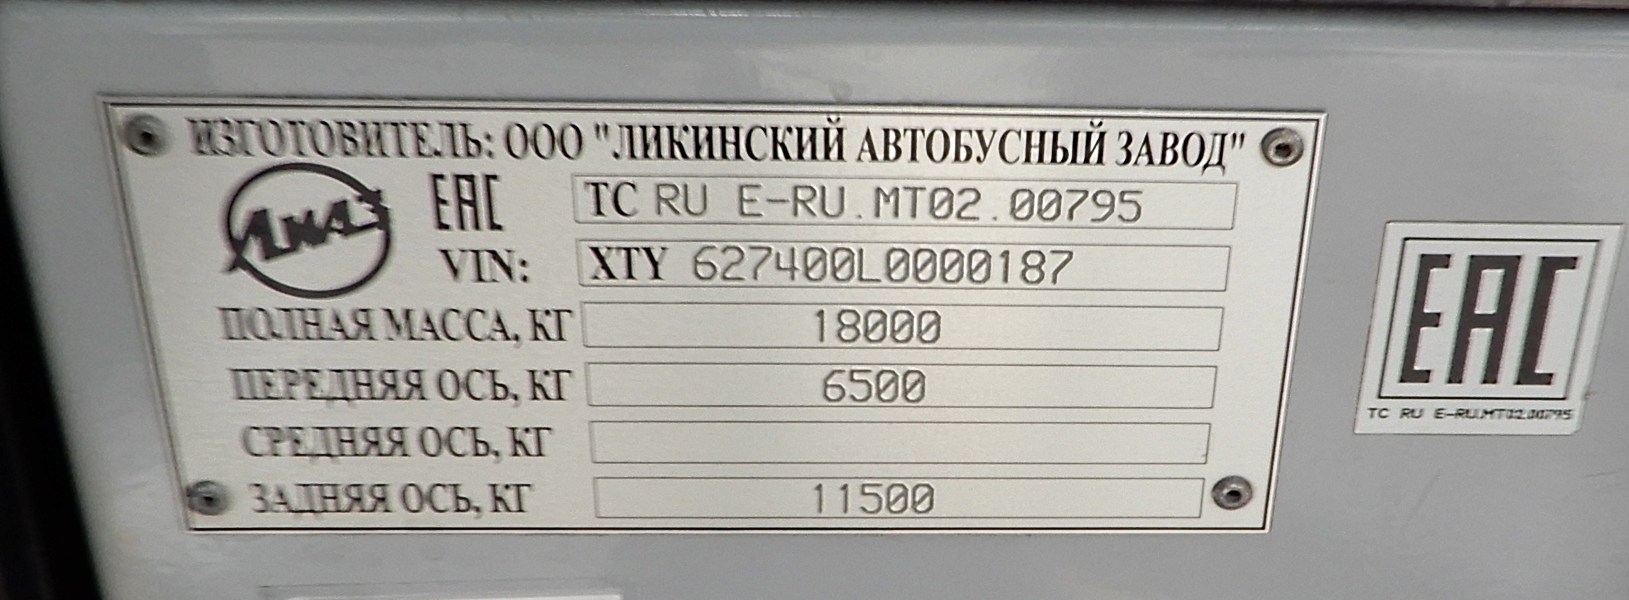 ИЗГОТОВИТЕЛЬ: ООО "ЛИКИНСКИЙ АВТОБУСНЫЙ ЗАВОД"
ЛиАЗ
ЕАС ТС RU E-RU.MT02.00795
VIN: XTY 627400L0000187
ПОЛНАЯ МАССА, КГ 18000
ПЕРЕДНЯЯ ОСЬ, КГ 6500
СРЕДНЯЯ ОСЬ, КГ
ЗАДНЯЯ ОСЬ, КГ 11500
ЕАС
ТС RU E-RU.MT02.00795